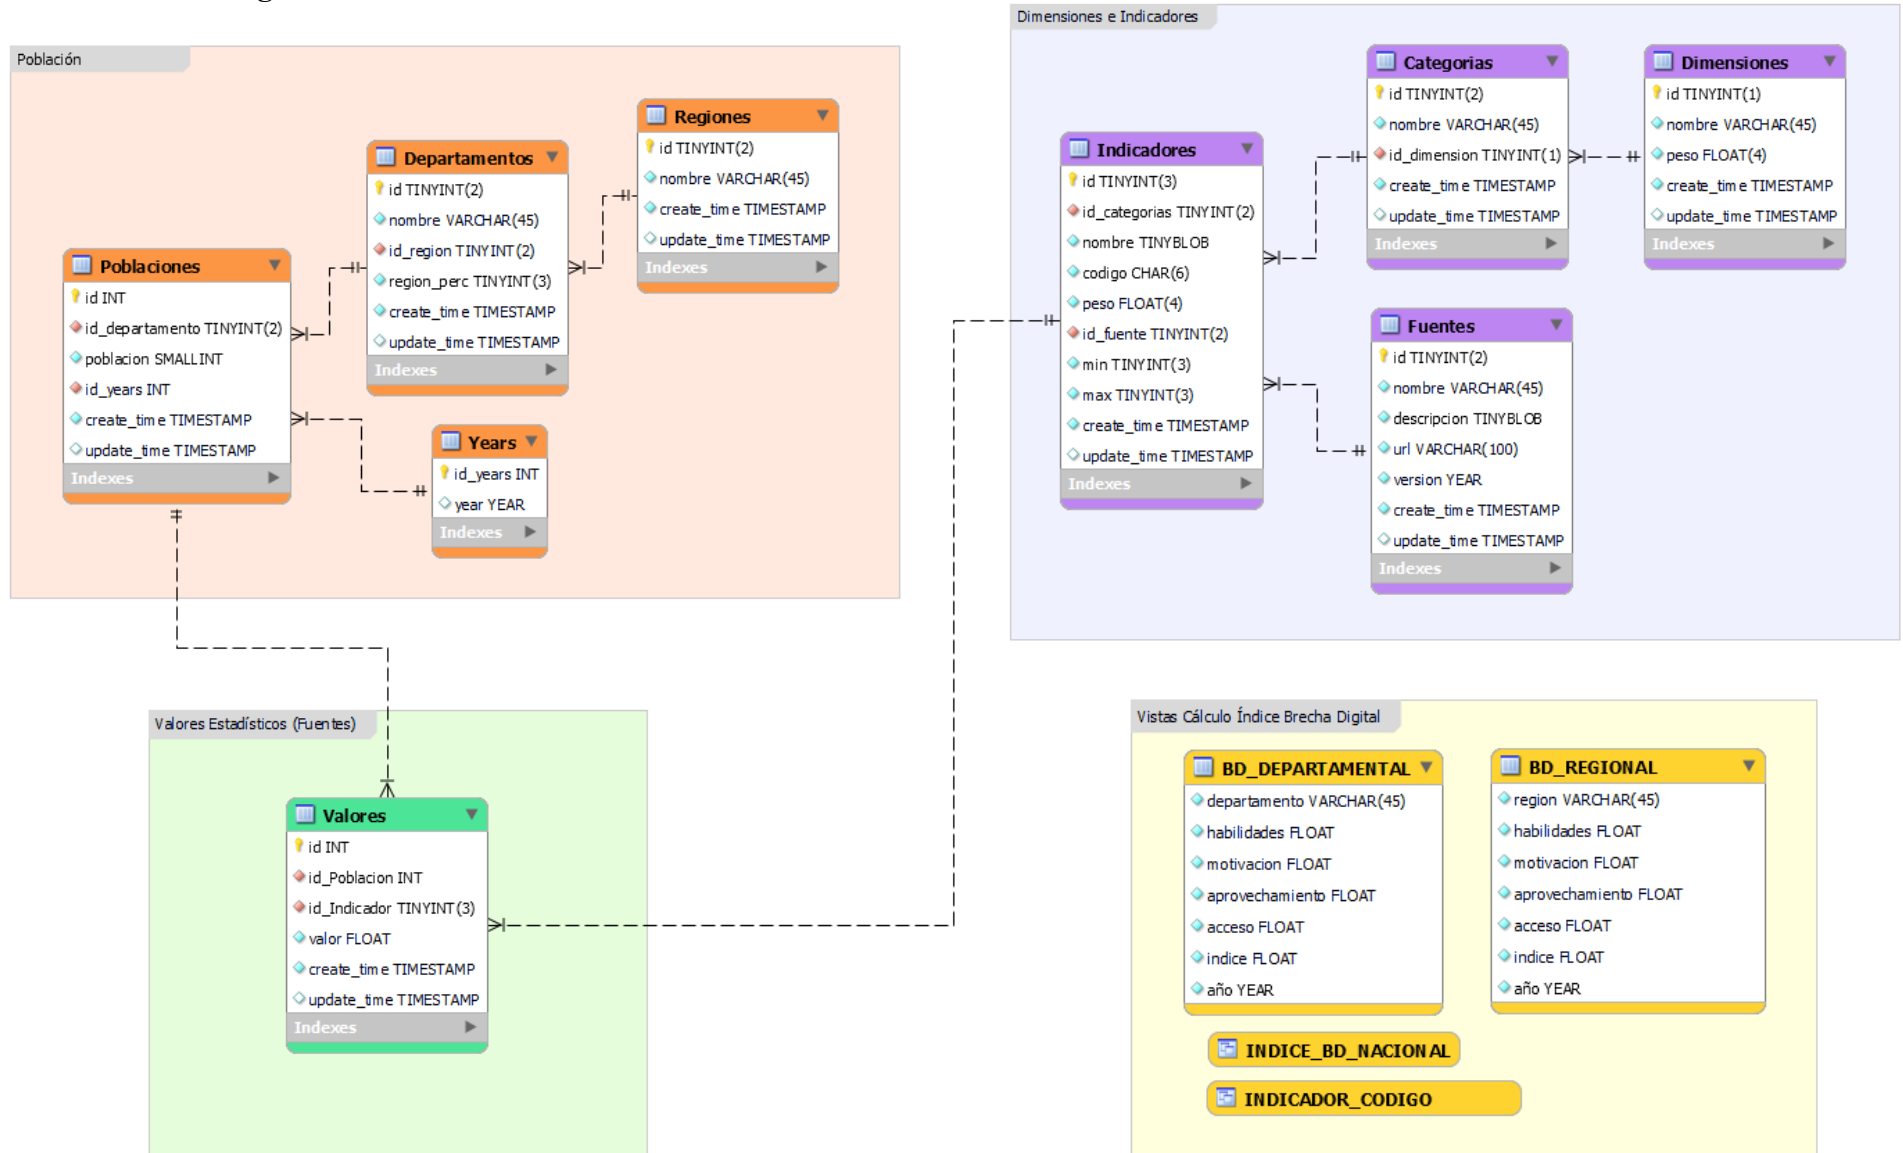 Población
Poblaciones
id INT
id_departamento TINYINT(2)
poblacion SMALLINT
id_years INT
create_time TIMESTAMP
update_time TIMESTAMP
Indexes
Departamentos
id TINYINT(2)
nombre VARCHAR(45)
id_region TINYINT(2)
region_perc TINYINT(3)
create_time TIMESTAMP
update_time TIMESTAMP
Indexes
Regiones
id TINYINT(2)
nombre VARCHAR(45)
create_time TIMESTAMP
update_time TIMESTAMP
Indexes
Years
id_years INT
year YEAR
Indexes
Dimensiones e Indicadores
Indicadores
id TINYINT(3)
id_categorias TINYINT(2)
nombre TINYBLOB
codigo CHAR(6)
peso FLOAT(4)
id_fuente TINYINT(2)
min TINYINT(3)
max TINYINT(3)
create_time TIMESTAMP
update_time TIMESTAMP
Indexes
Categorias
id TINYINT(2)
nombre VARCHAR(45)
id_dimension TINYINT(1)
create_time TIMESTAMP
update_time TIMESTAMP
Indexes
Dimensiones
id TINYINT(1)
nombre VARCHAR(45)
peso FLOAT(4)
create_time TIMESTAMP
update_time TIMESTAMP
Indexes
Fuentes
id TINYINT(2)
nombre VARCHAR(45)
descripcion TINYBLOB
url VARCHAR(100)
version YEAR
create_time TIMESTAMP
update_time TIMESTAMP
Indexes
Valores Estadísticos (Fuentes)
Valores
id INT
id_Poblacion INT
id_Indicador TINYINT(3)
valor FLOAT
create_time TIMESTAMP
update_time TIMESTAMP
Indexes
Vistas Cálculo Índice Brecha Digital
BD_DEPARTAMENTAL
departamento VARCHAR(45)
habilidades FLOAT
motivacion FLOAT
aprovechamiento FLOAT
acceso FLOAT
indice FLOAT
año YEAR
BD_REGIONAL
region VARCHAR(45)
habilidades FLOAT
motivacion FLOAT
aprovechamiento FLOAT
acceso FLOAT
indice FLOAT
año YEAR
INDICE_BD_NACIONAL
INDICADOR_CODIGO